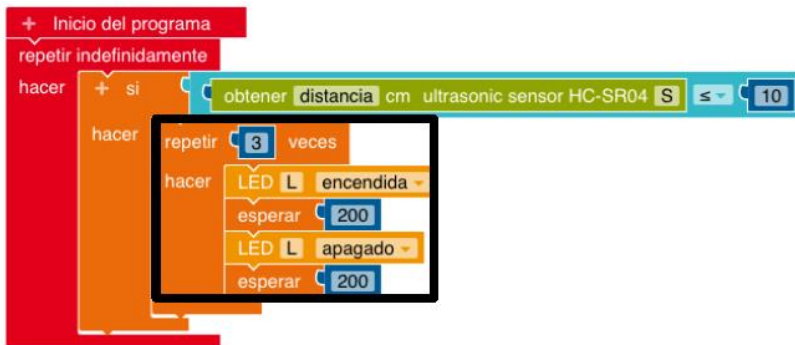 + Inicio del programa
repetir indefinidamente
hacer + si obtener distancia cm ultrasonic sensor HC-SR04 S ≤ 10
hacer repetir 3 veces
hacer LED L encendida
esperar 200
LED L apagado
esperar 200